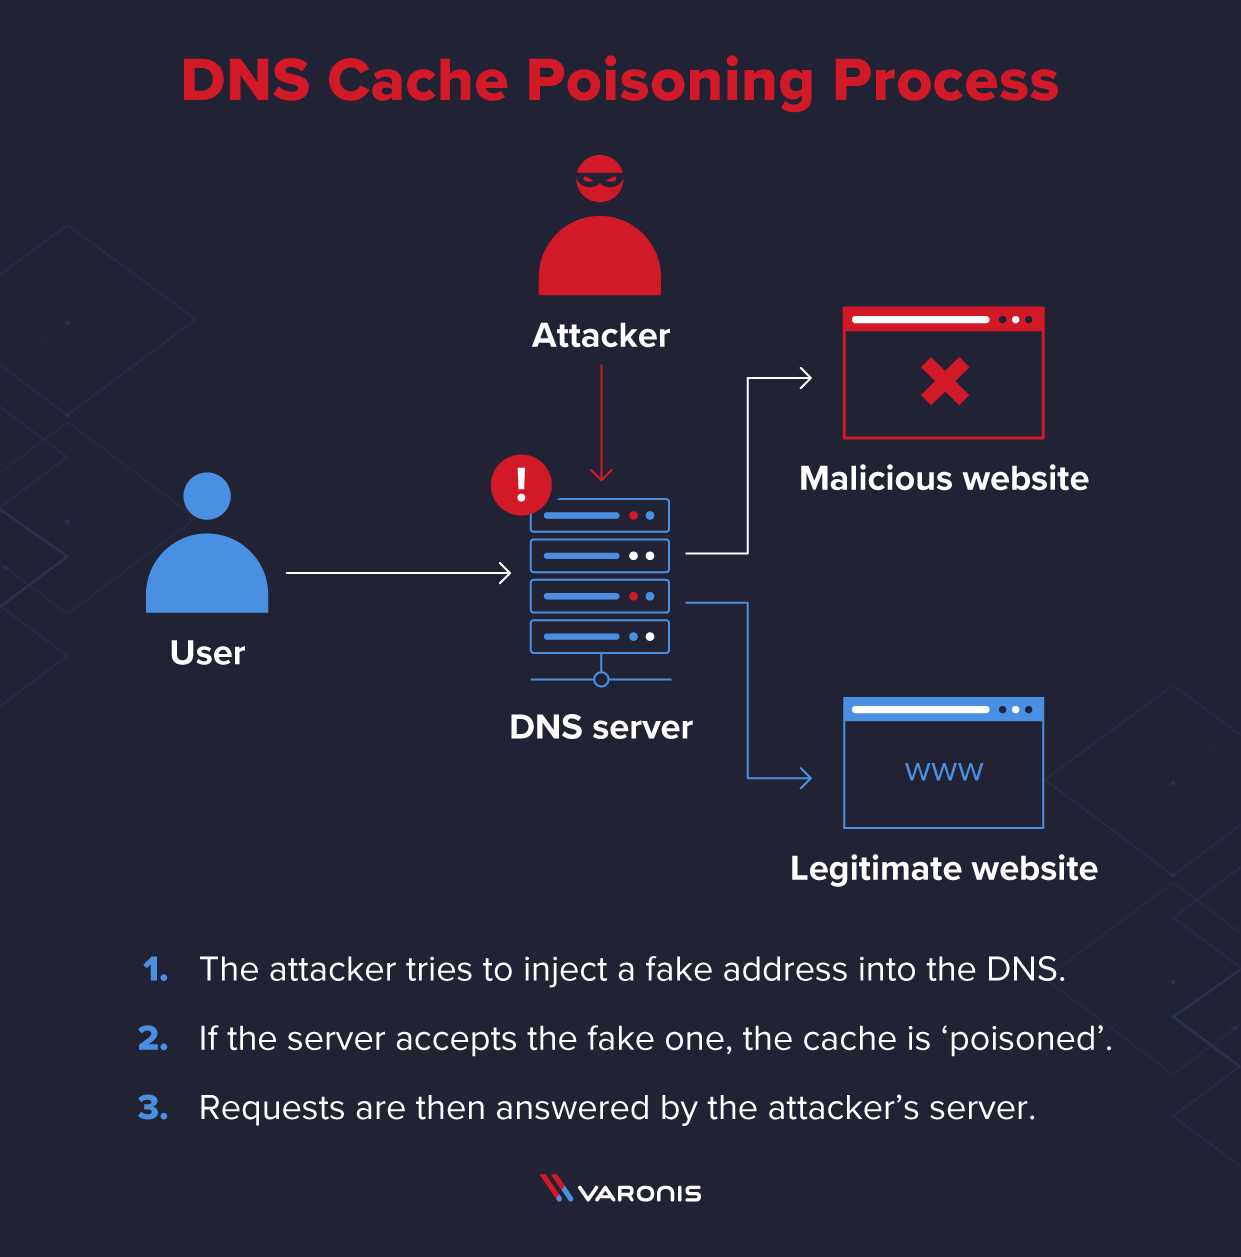 DNS Cache Poisoning Process
Attacker
Malicious website
!
User
DNS server
WWW
Legitimate website
1. The attacker tries to inject a fake address into the DNS.
2. If the server accepts the fake one, the cache is ‘poisoned’.
3. Requests are then answered by the attacker’s server.
VARONIS